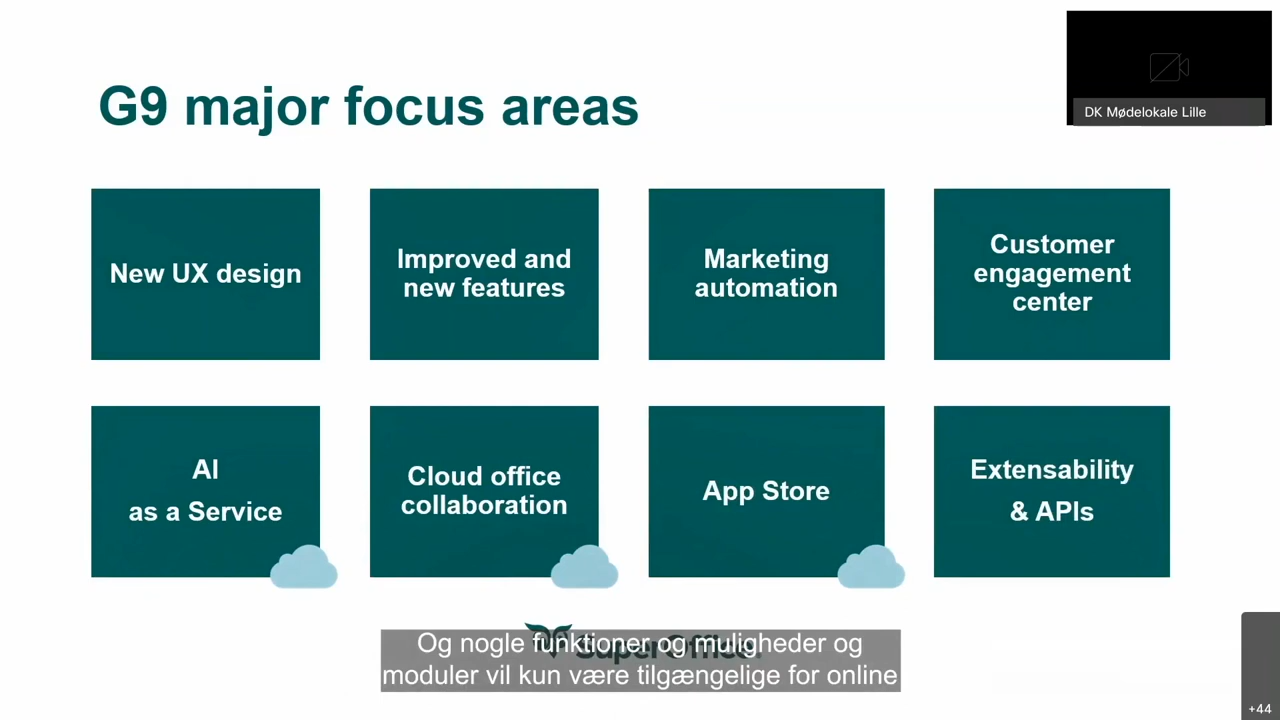 G9 major focus areas
DK Mødelokale Lille
New UX design
Improved and
new features
Marketing
automation
Customer
engagement
center
AI
as a Service
Cloud office
collaboration
App Store
Extensability
& APIs
SuperOffice
Og nogle funktioner og muligheder og
moduler vil kun være tilgængelige for online
+44